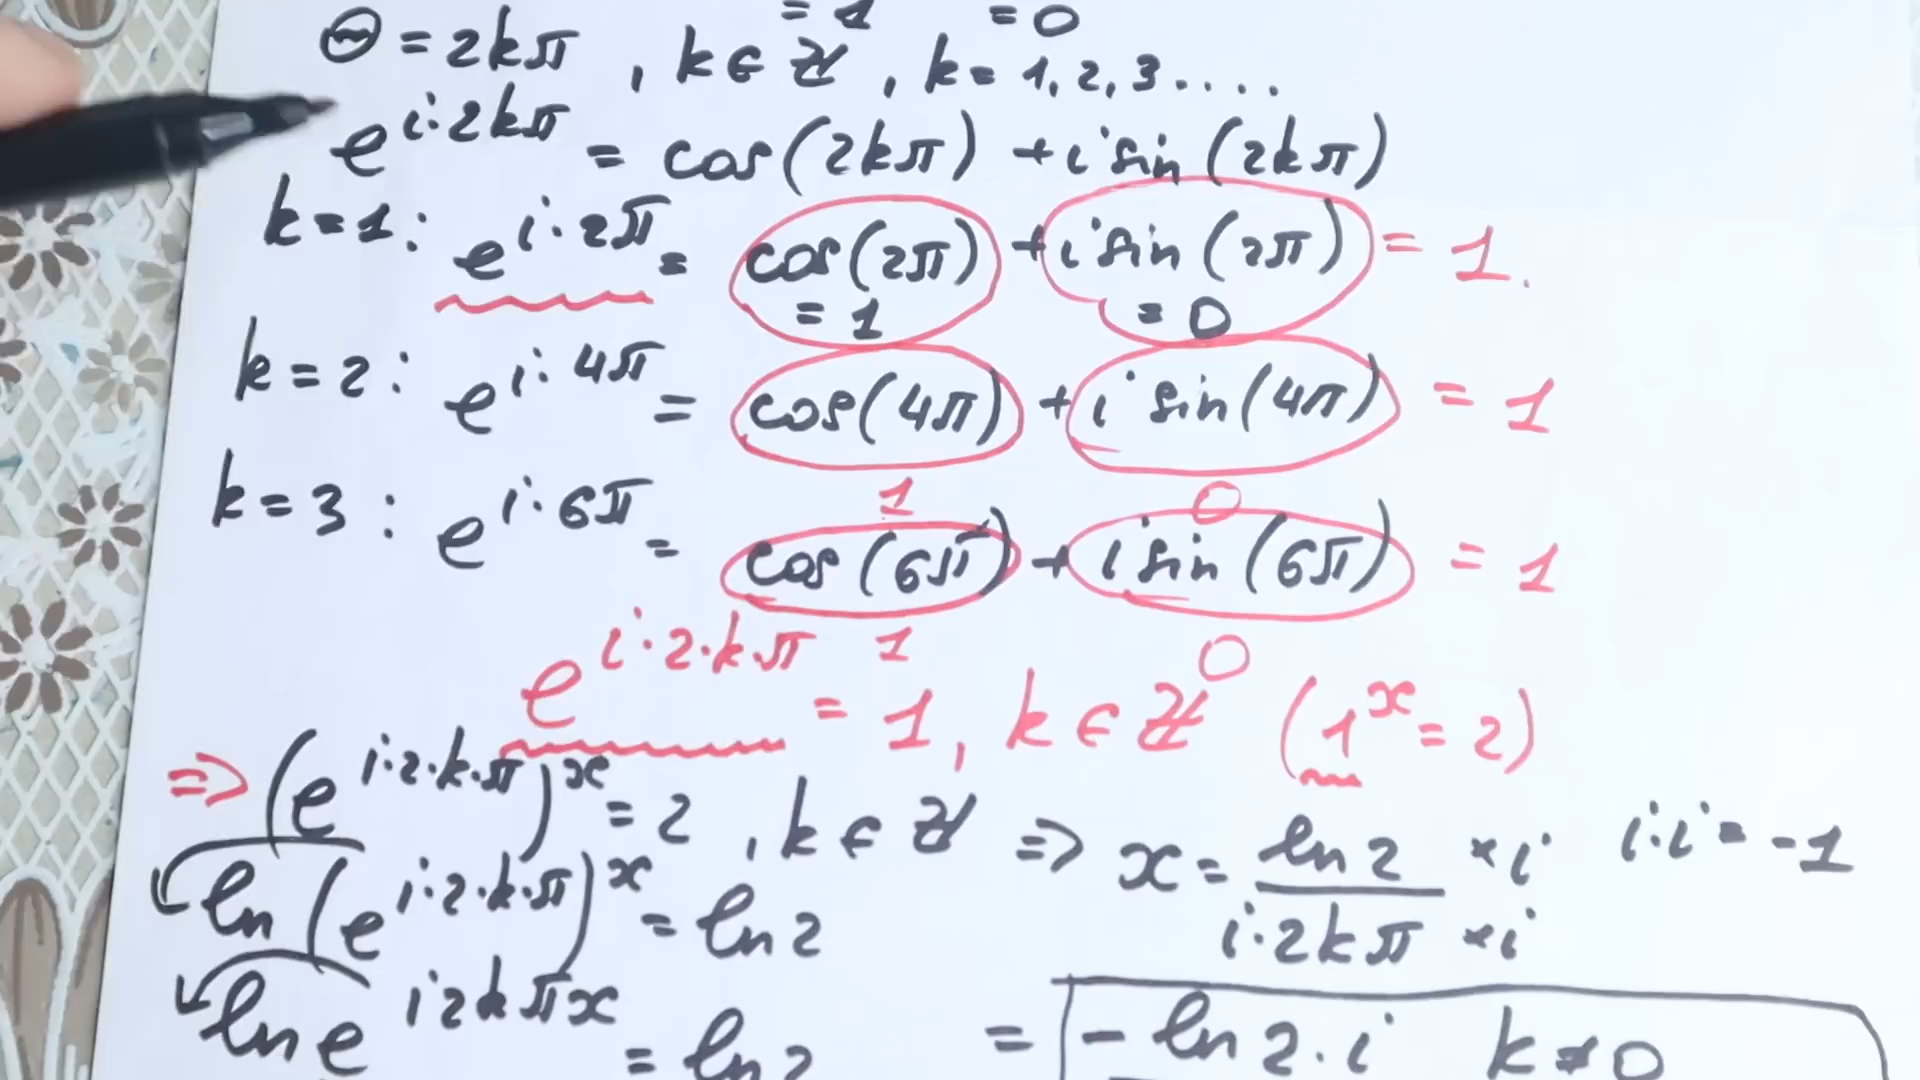 = 1 = 0
Θ = 2kπ , k ∈ ℤ , k = 1, 2, 3 ....
e^{i·2kπ} = cos(2kπ) + i sin(2kπ)
k = 1 : e^{i·2π} = cos(2π) + i sin(2π) = 1.
= 1 = 0
k = 2 : e^{i·4π} = cos(4π) + i sin(4π) = 1
1 0
k = 3 : e^{i·6π} = cos(6π) + i sin(6π) = 1
1 0
e^{i·2·k·π} = 1, k ∈ ℤ (1^x = 2)
=> (e^{i·2·k·π})^x = 2 , k ∈ ℤ => x = ln 2 ×i / i·2kπ ×i i·i = -1
ln (e^{i·2·k·π})^x = ln 2
ln e^{i2kπx} = ln 2
= - ln 2 · i k ≠ 0